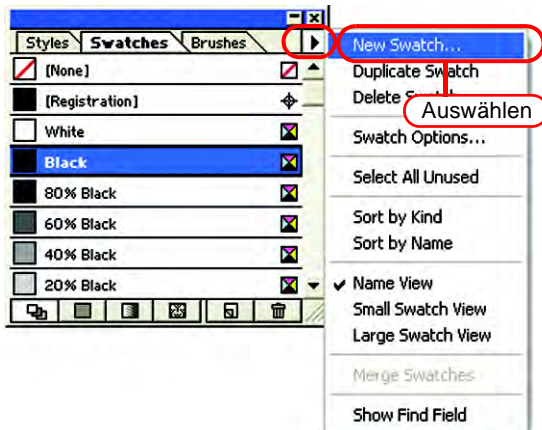 Styles Swatches Brushes
[None]
[Registration]
White
Black
80% Black
60% Black
40% Black
20% Black
New Swatch...
Duplicate Swatch
Delete
Auswählen
Swatch Options...
Select All Unused
Sort by Kind
Sort by Name
Name View
Small Swatch View
Large Swatch View
Merge Swatches
Show Find Field